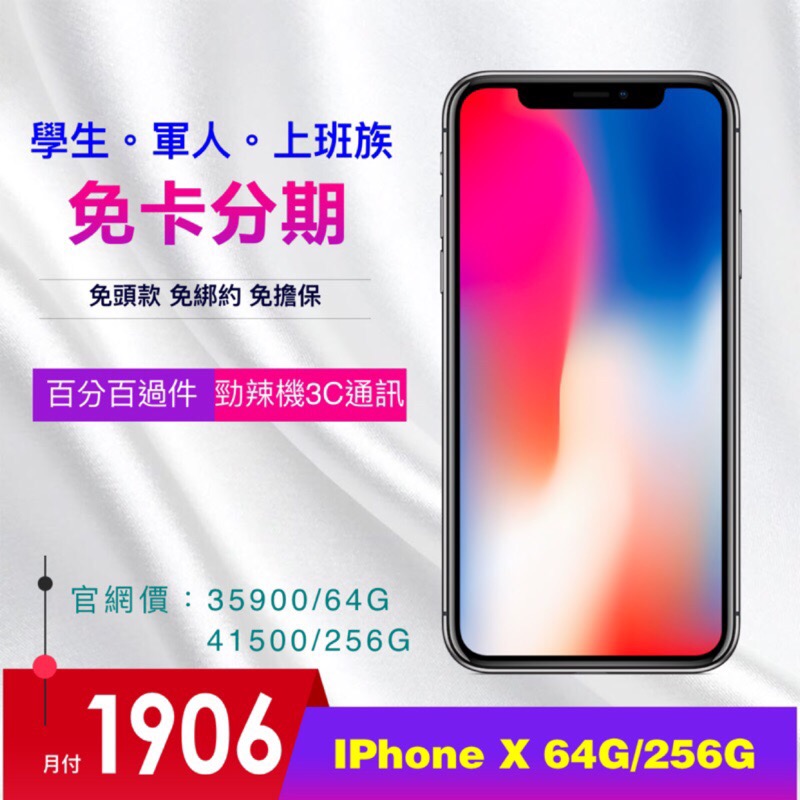 學生。軍人。上班族
免卡分期
免頭款 免綁約 免擔保
百分百過件 勁辣機3C通訊
官網價：35900/64G
41500/256G
月付 1906
IPhone X 64G/256G